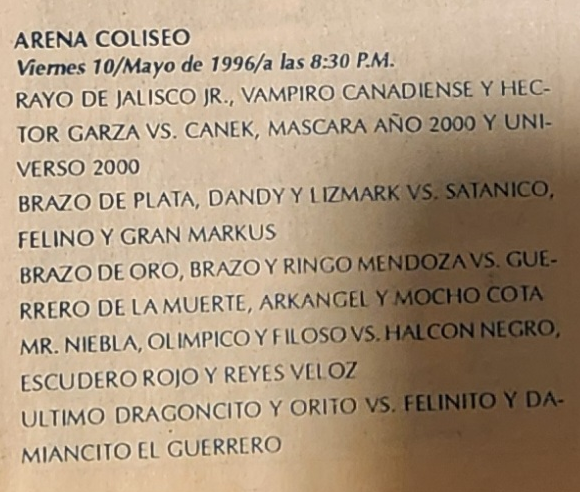 ARENA COLISEO
Viernes 10/Mayo de 1996/a las 8:30 P.M.
RAYO DE JALISCO JR., VAMPIRO CANADIENSE Y HEC-
TOR GARZA VS. CANEK, MASCARA AÑO 2000 Y UNI-
VERSO 2000
BRAZO DE PLATA, DANDY Y LIZMARK VS. SATANICO,
FELINO Y GRAN MARKUS
BRAZO DE ORO, BRAZO Y RINGO MENDOZA VS. GUE-
RRERO DE LA MUERTE, ARKANGEL Y MOCHO COTA
MR. NIEBLA, OLIMPICO Y FILOSO VS. HALCON NEGRO,
ESCUDERO ROJO Y REYES VELOZ
ULTIMO DRAGONCITO Y ORITO VS. FELINITO Y DA-
MIANCITO EL GUERRERO